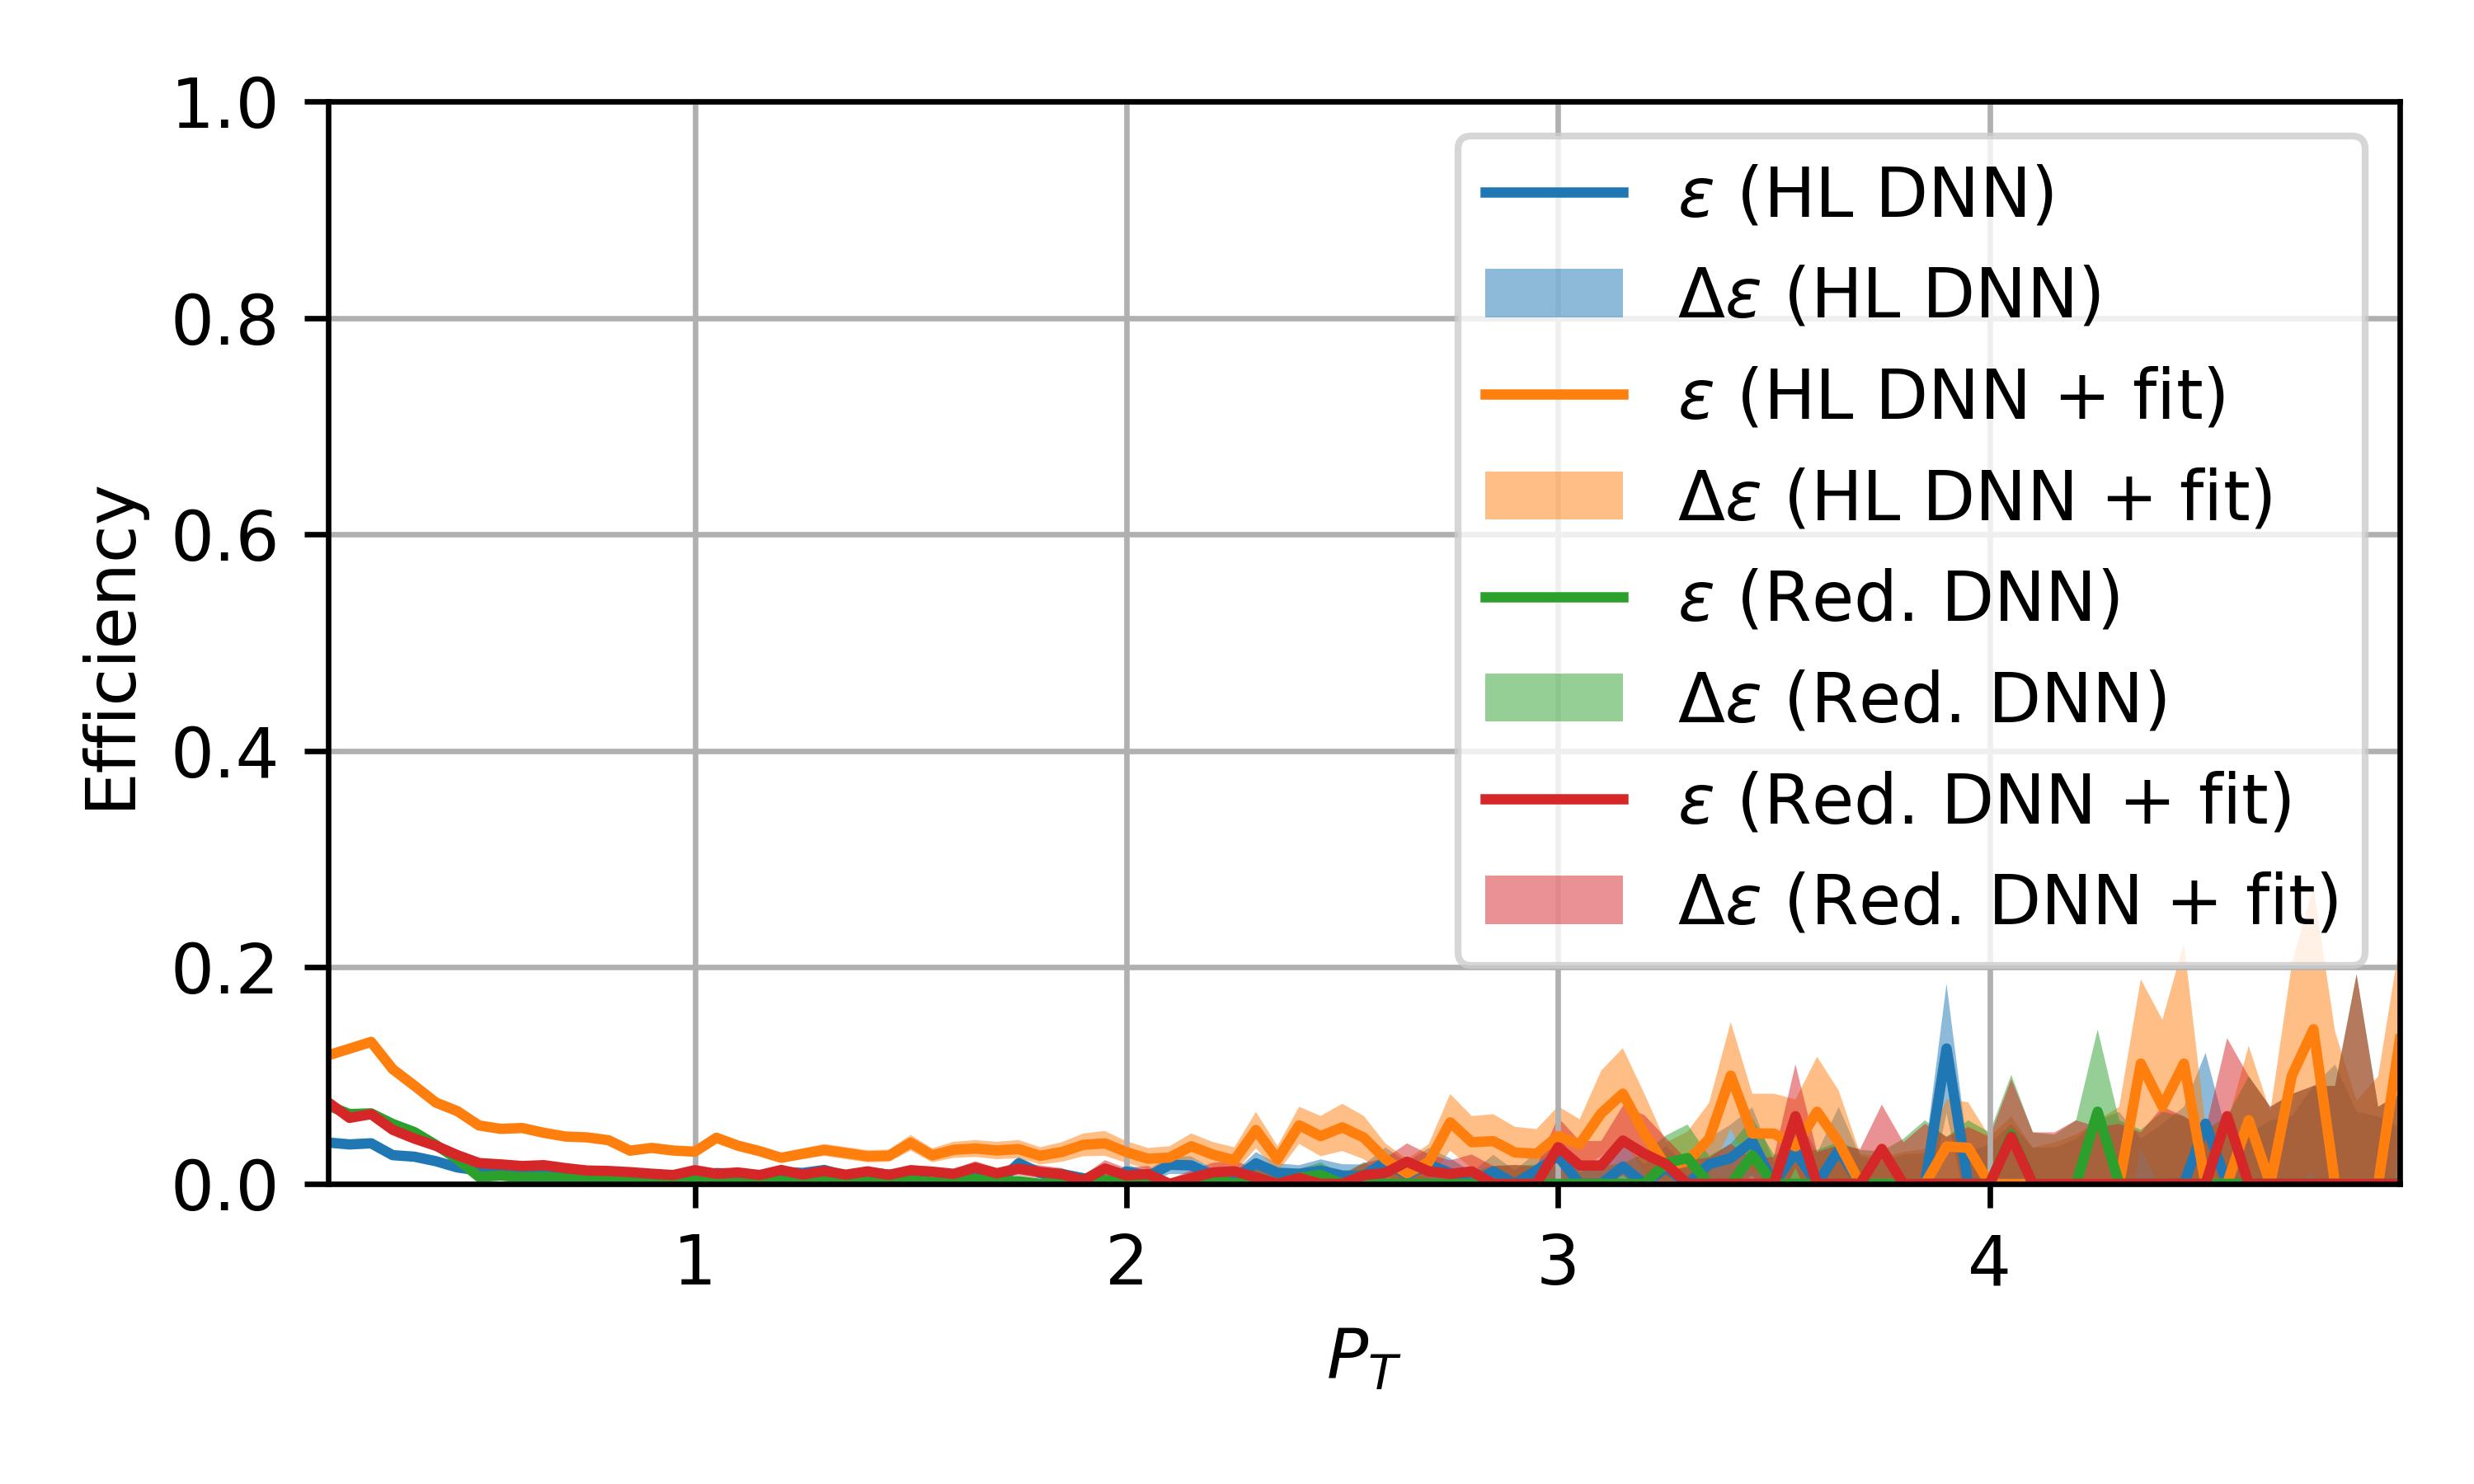 1.0
0.8
0.6
0.4
0.2
0.0
Efficiency
ε (HL DNN)
Δε (HL DNN)
ε (HL DNN + fit)
Δε (HL DNN + fit)
ε (Red. DNN)
Δε (Red. DNN)
ε (Red. DNN + fit)
Δε (Red. DNN + fit)
1 2 3 4
P_T